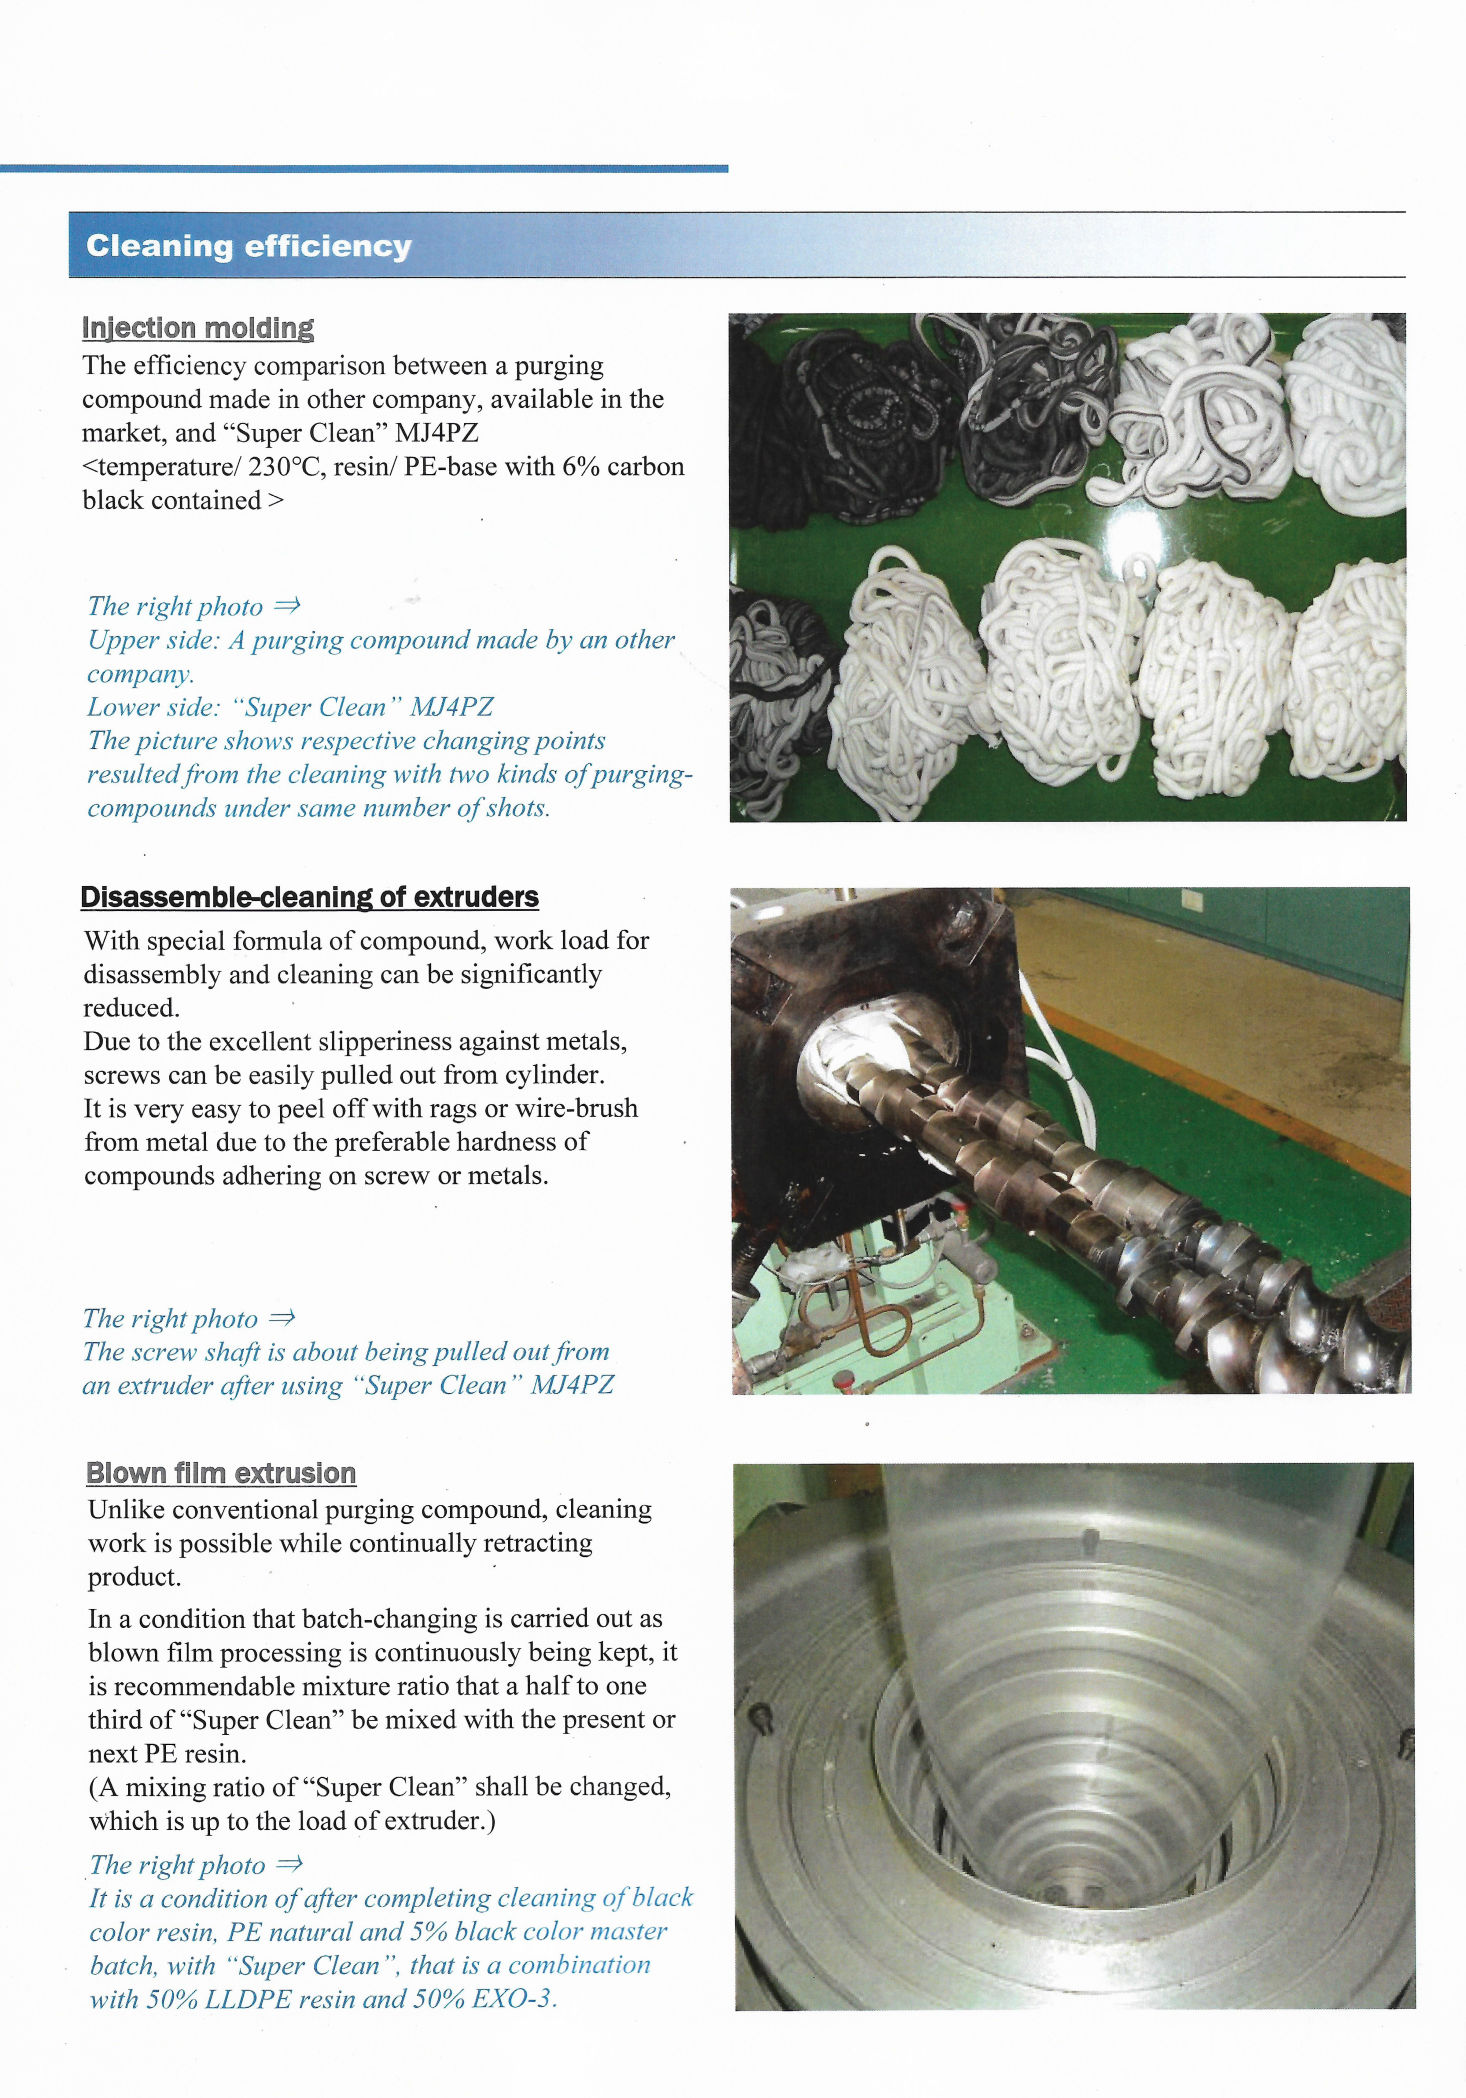 Cleaning efficiency
Injection molding
The efficiency comparison between a purging
compound made in other company, available in the
market, and “Super Clean” MJ4PZ
<temperature/ 230℃, resin/ PE-base with 6% carbon
black contained >
The right photo ⇒
Upper side: A purging compound made by an other
company.
Lower side: “Super Clean” MJ4PZ
The picture shows respective changing points
resulted from the cleaning with two kinds of purging-
compounds under same number of shots.
Disassemble-cleaning of extruders
With special formula of compound, work load for
disassembly and cleaning can be significantly
reduced.
Due to the excellent slipperiness against metals,
screws can be easily pulled out from cylinder.
It is very easy to peel off with rags or wire-brush
from metal due to the preferable hardness of
compounds adhering on screw or metals.
The right photo ⇒
The screw shaft is about being pulled out from
an extruder after using “Super Clean” MJ4PZ
Blown film extrusion
Unlike conventional purging compound, cleaning
work is possible while continually retracting
product.
In a condition that batch-changing is carried out as
blown film processing is continuously being kept, it
is recommendable mixture ratio that a half to one
third of “Super Clean” be mixed with the present or
next PE resin.
(A mixing ratio of “Super Clean” shall be changed,
which is up to the load of extruder.)
The right photo ⇒
It is a condition of after completing cleaning of black
color resin, PE natural and 5% black color master
batch, with “Super Clean”, that is a combination
with 50% LLDPE resin and 50% EXO-3.